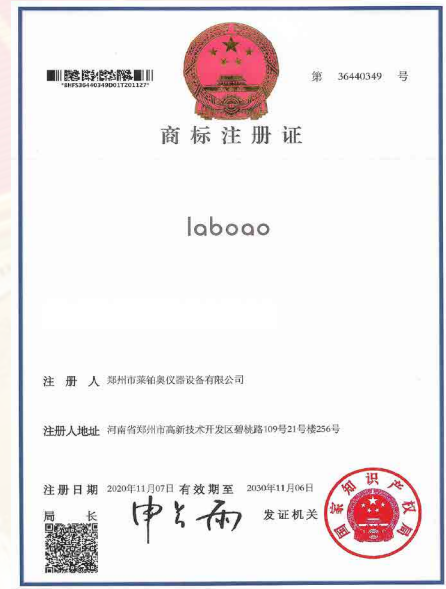 第 36440349 号
*BHFS36440349D01T201127*
商标注册证
laboao
注册人 郑州市莱铂奥仪器设备有限公司
注册人地址 河南省郑州市高新技术开发区碧桃路109号21号楼256号
注册日期 2020年11月07日 有效期至 2030年11月06日
局长 申长雨 发证机关
国家知识产权局